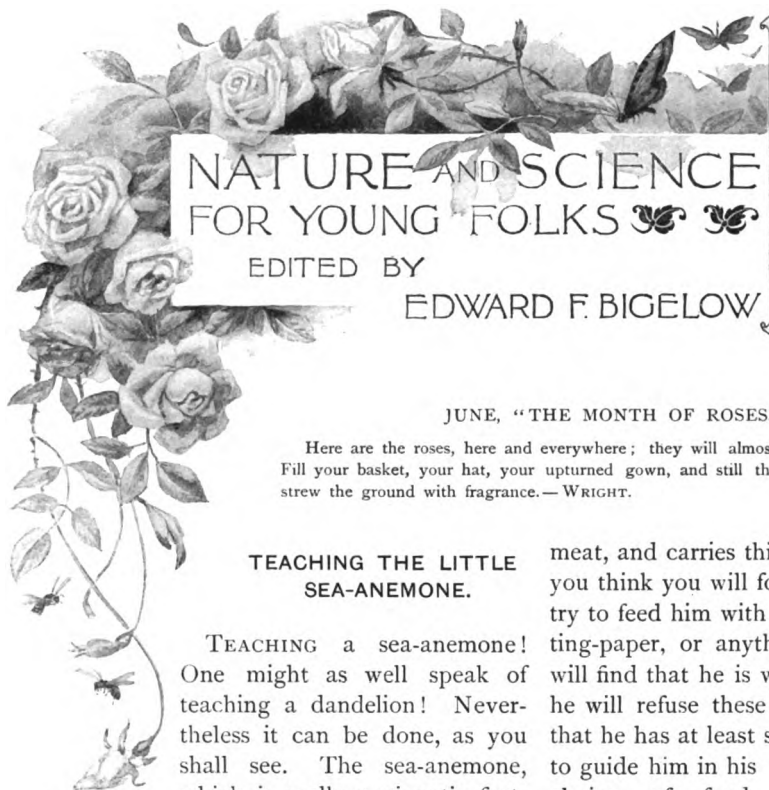 NATURE AND SCIENCE
FOR YOUNG FOLKS
EDITED BY
EDWARD F. BIGELOW
JUNE, "THE MONTH OF ROSES
Here are the roses, here and everywhere; they will almos
Fill your basket, your hat, your upturned gown, and still th
strew the ground with fragrance.—WRIGHT.
TEACHING THE LITTLE
SEA-ANEMONE.
TEACHING a sea-anemone!
One might as well speak of
teaching a dandelion! Never-
theless it can be done, as you
shall see. The sea-anemone,
meat, and carries thi
you think you will fo
try to feed him with
ting-paper, or anyth
will find that he is w
he will refuse these
that he has at least s
to guide him in his